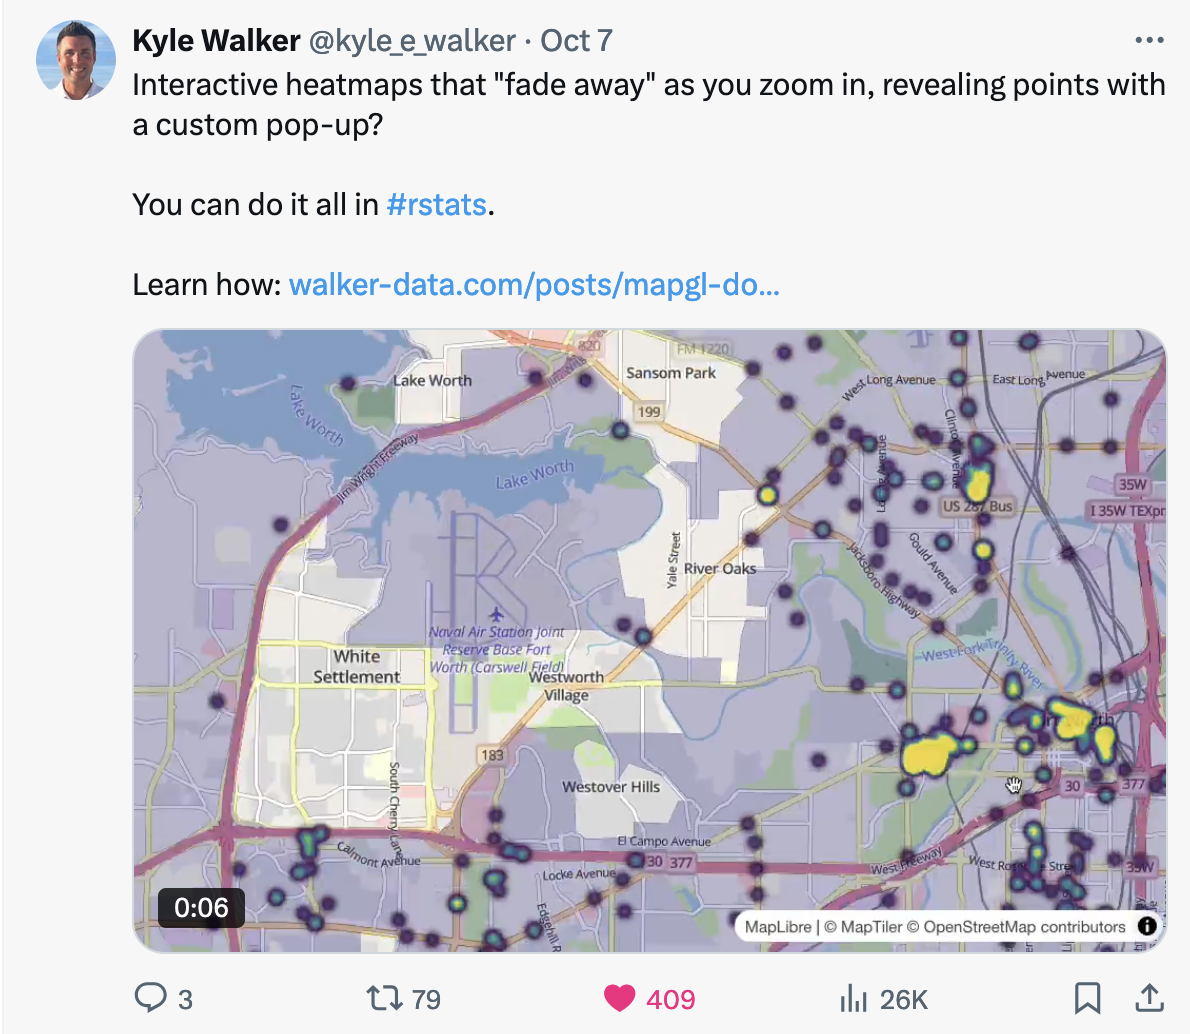 Kyle Walker @kyle_e_walker · Oct 7
Interactive heatmaps that "fade away" as you zoom in, revealing points with
a custom pop-up?
You can do it all in #rstats.
Learn how: walker-data.com/posts/mapgl-do...
820
FM 1220
Lake Worth
Sansom Park
West Long Avenue
East Long Avenue
Lake Worth
199
Jim Wright Freeway
Lake Worth
35W
US 287 Bus
Yale Street
River Oaks
Gould Avenue
Jacksboro Highway
Naval Air Station Joint
Reserve Base Fort
Worth (Carswell Field)
West Fork Trinity River
White
Settlement
Westworth
Village
183
Westover Hills
30
377
South Cherry Lane
El Campo Avenue
Calmont Avenue
30 377
West Freeway
35W
Locke Avenue
0:06
MapLibre | © MapTiler © OpenStreetMap contributors
3
79
409
26K